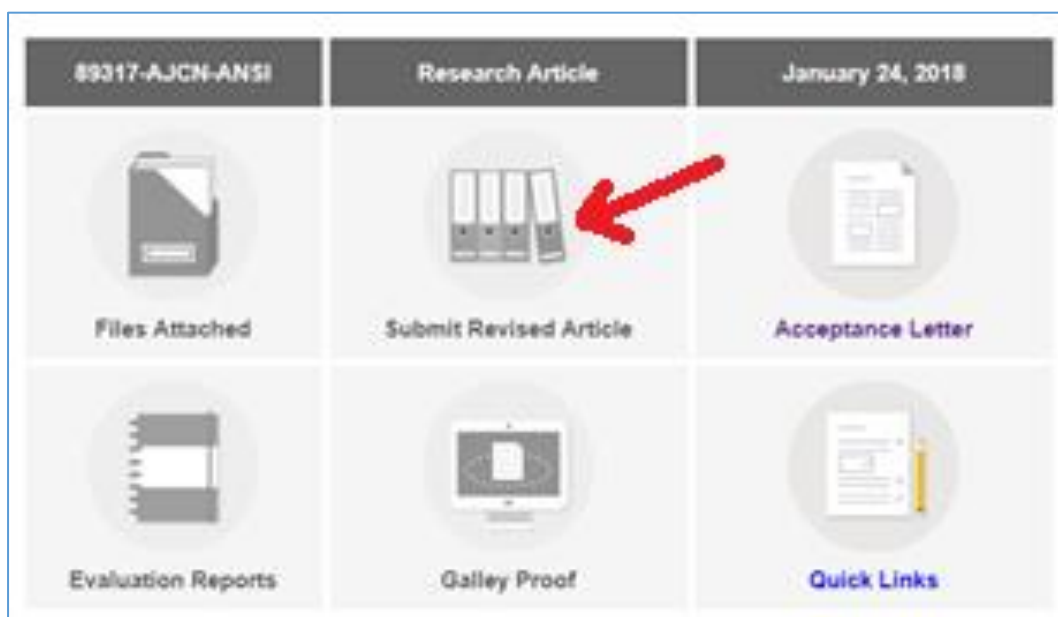 89317-AJCN-ANSI Research Article January 24, 2018
Files Attached Submit Revised Article Acceptance Letter
Evaluation Reports Galley Proof Quick Links